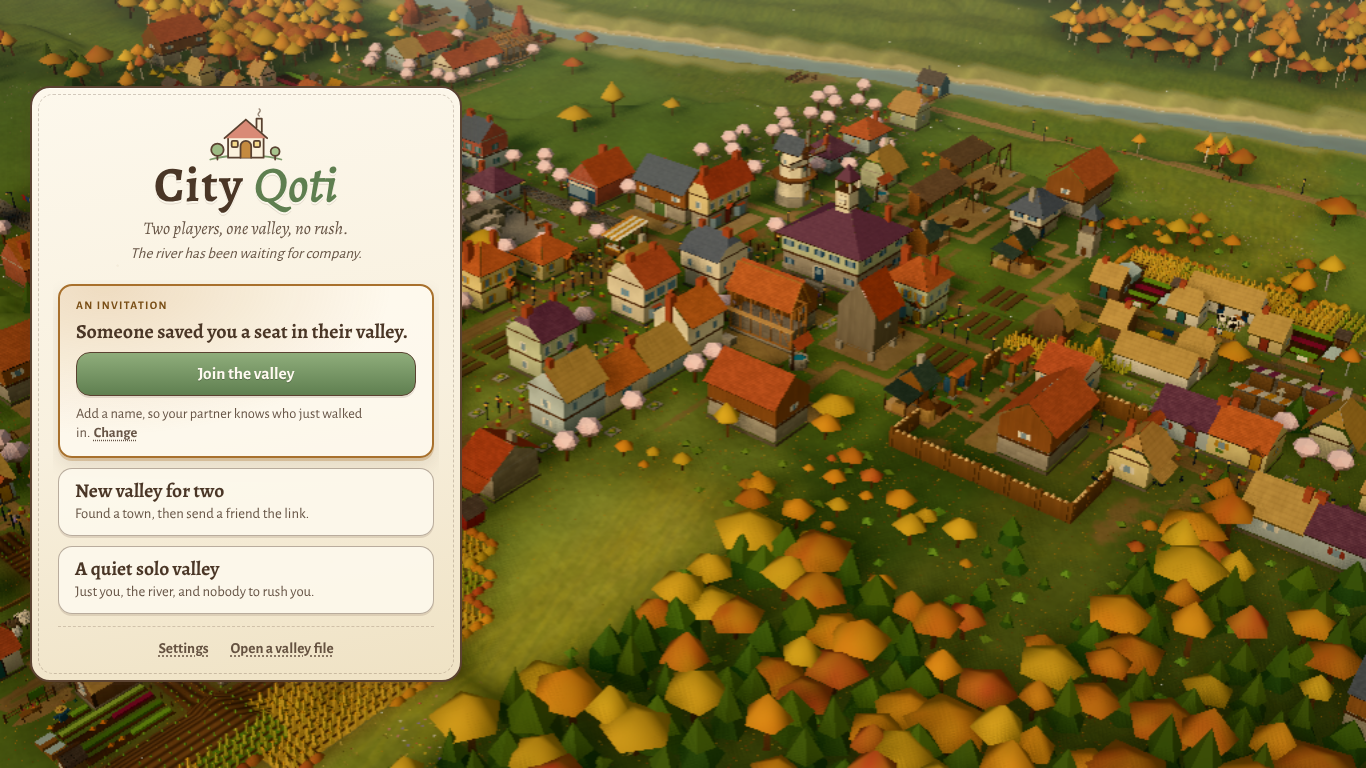 City Qoti
Two players, one valley, no rush.
The river has been waiting for company.
AN INVITATION
Someone saved you a seat in their valley.
Join the valley
Add a name, so your partner knows who just walked
in. Change
New valley for two
Found a town, then send a friend the link.
A quiet solo valley
Just you, the river, and nobody to rush you.
Settings Open a valley file